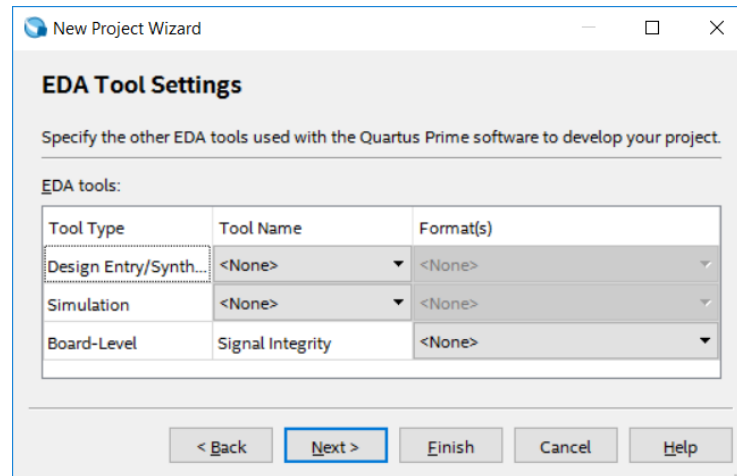 New Project Wizard
EDA Tool Settings
Specify the other EDA tools used with the Quartus Prime software to develop your project.
EDA tools:
Tool Type Tool Name Format(s)
Design Entry/Synth... <None> <None>
Simulation <None> <None>
Board-Level Signal Integrity <None>
< Back Next > Finish Cancel Help